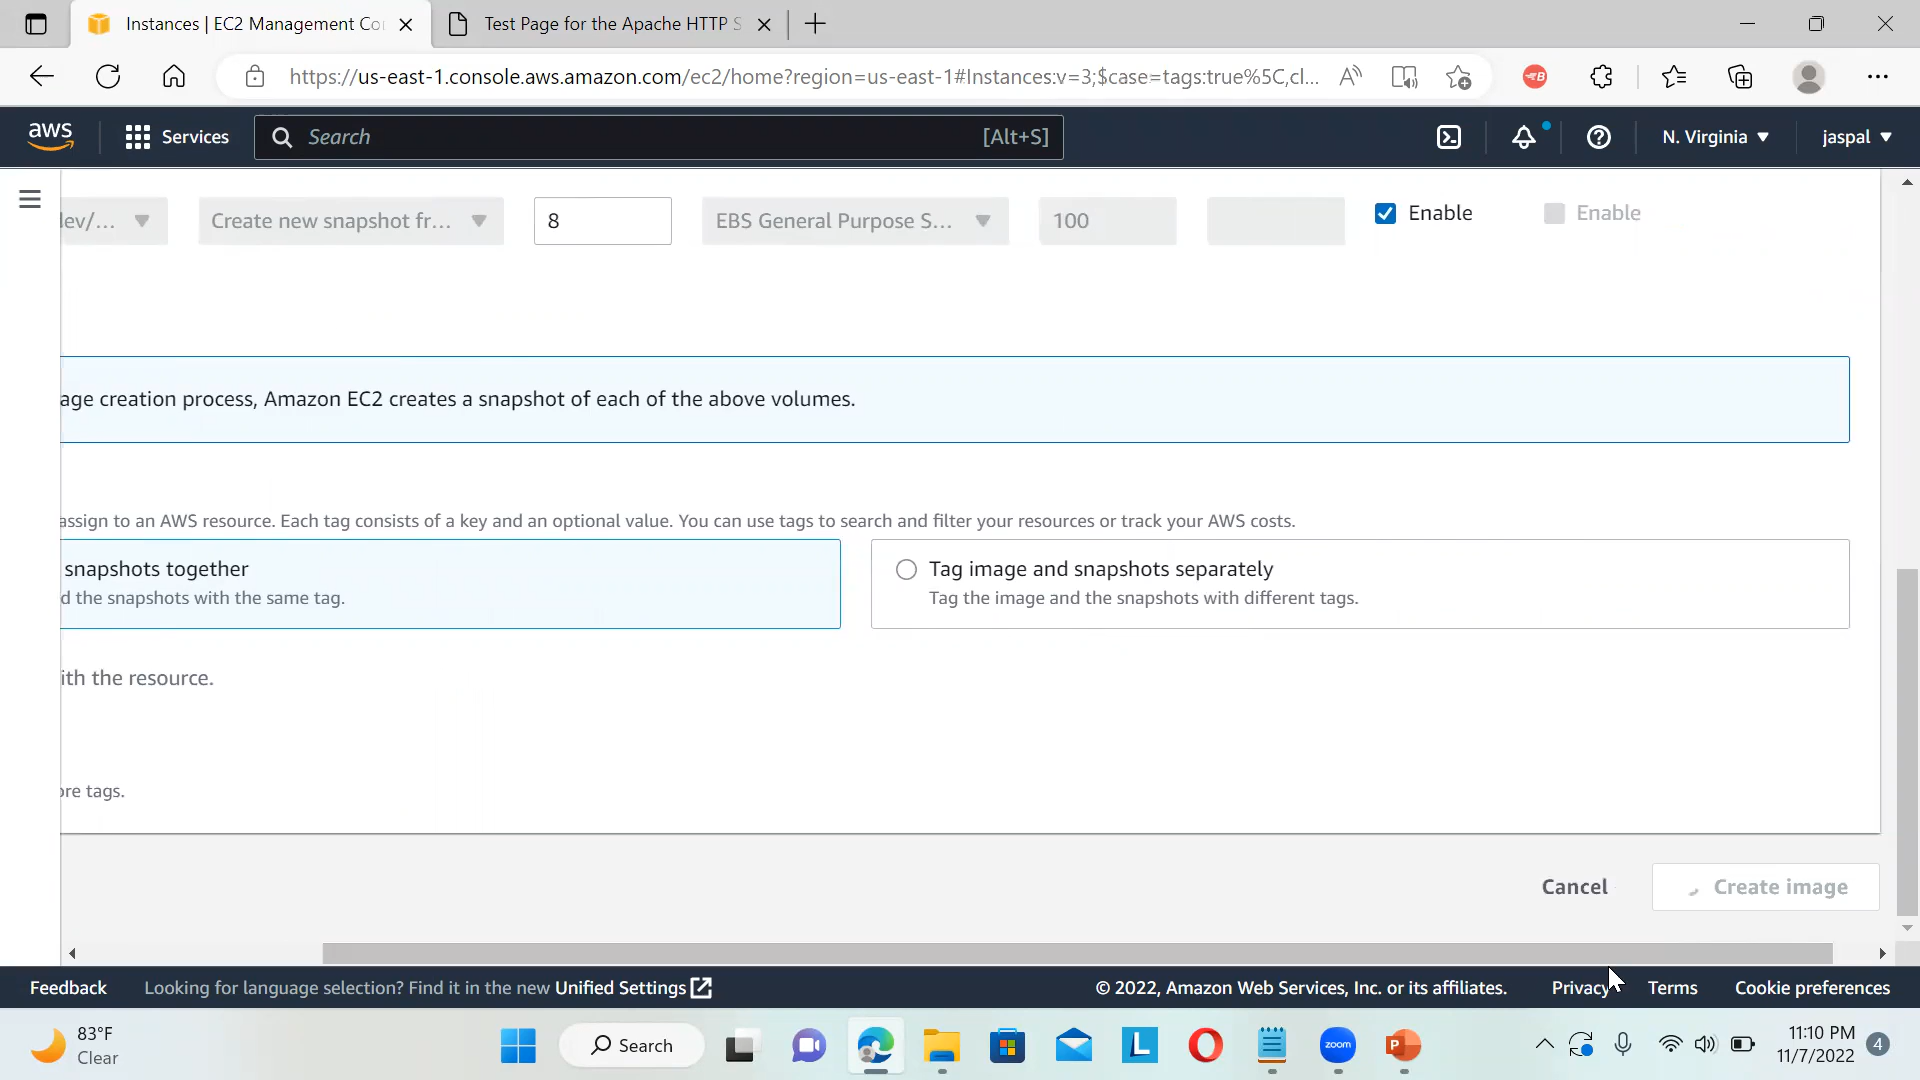 Instances | EC2 Management Co
Test Page for the Apache HTTP S
https://us-east-1.console.aws.amazon.com/ec2/home?region=us-east-1#Instances:v=3;$case=tags:true%5C,cl...
aws
Services
Search
[Alt+S]
N. Virginia
jaspal
lev/...
Create new snapshot fr...
8
EBS General Purpose S...
100
Enable
Enable
age creation process, Amazon EC2 creates a snapshot of each of the above volumes.
assign to an AWS resource. Each tag consists of a key and an optional value. You can use tags to search and filter your resources or track your AWS costs.
snapshots together
d the snapshots with the same tag.
Tag image and snapshots separately
Tag the image and the snapshots with different tags.
ith the resource.
ore tags.
Cancel
Create image
Feedback
Looking for language selection? Find it in the new Unified Settings
© 2022, Amazon Web Services, Inc. or its affiliates.
Privacy
Terms
Cookie preferences
83°F
Clear
Search
L
zoom
P
11:10 PM
11/7/2022
4